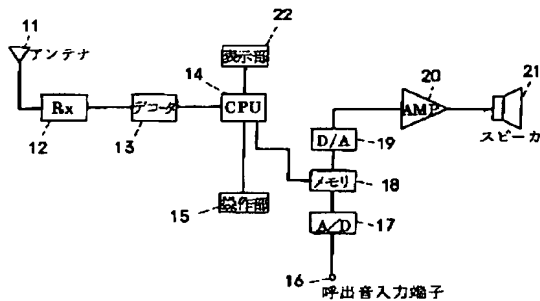 22
11
アンテナ
表示部
14
20
21
Rx
デコーダ
CPU
AMP
スピーカ
12
13
D/A
19
メモリ
18
操作部
15
A/D
17
16
呼出音入力端子